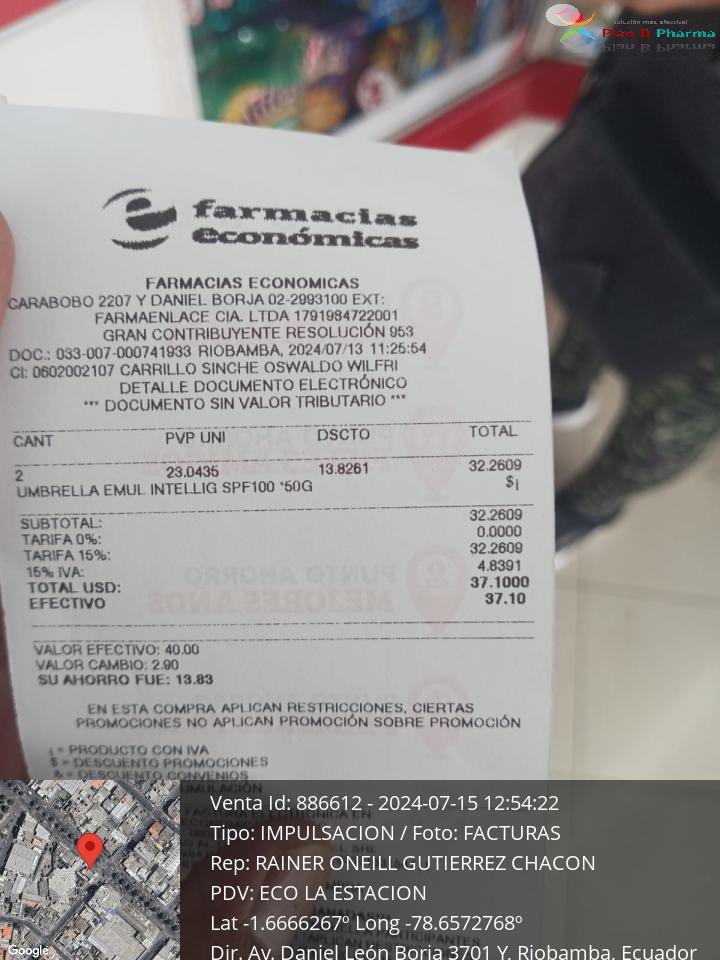 solución más efectiva!
Plan B Pharma
farmacias
económicas
FARMACIAS ECONOMICAS
CARABOBO 2207 Y DANIEL BORJA 02-2993100 EXT:
FARMAENLACE CIA. LTDA 1791984722001
GRAN CONTRIBUYENTE RESOLUCIÓN 953
DOC.: 033-007-000741933 RIOBAMBA, 2024/07/13 11:25:54
CI: 0602002107 CARRILLO SINCHE OSWALDO WILFRI
DETALLE DOCUMENTO ELECTRÓNICO
*** DOCUMENTO SIN VALOR TRIBUTARIO ***
CANT PVP UNI DSCTO TOTAL
2 23.0435 13.8261 32.2609
UMBRELLA EMUL INTELLIG SPF100 *50G $¡
SUBTOTAL: 32.2609
TARIFA 0%: 0.0000
TARIFA 15%: 32.2609
15% IVA: 4.8391
TOTAL USD: 37.1000
EFECTIVO 37.10
VALOR EFECTIVO: 40.00
VALOR CAMBIO: 2.90
SU AHORRO FUE: 13.83
EN ESTA COMPRA APLICAN RESTRICCIONES, CIERTAS
PROMOCIONES NO APLICAN PROMOCIÓN SOBRE PROMOCIÓN
¡ = PRODUCTO CON IVA
$ = DESCUENTO PROMOCIONES
& = DESCUENTO CONVENIOS
Venta Id: 886612 - 2024-07-15 12:54:22
Tipo: IMPULSACION / Foto: FACTURAS
Rep: RAINER ONEILL GUTIERREZ CHACON
PDV: ECO LA ESTACION
Lat -1.6666267º Long -78.6572768º
Dir. Av. Daniel León Borja 3701 Y, Riobamba, Ecuador
Google